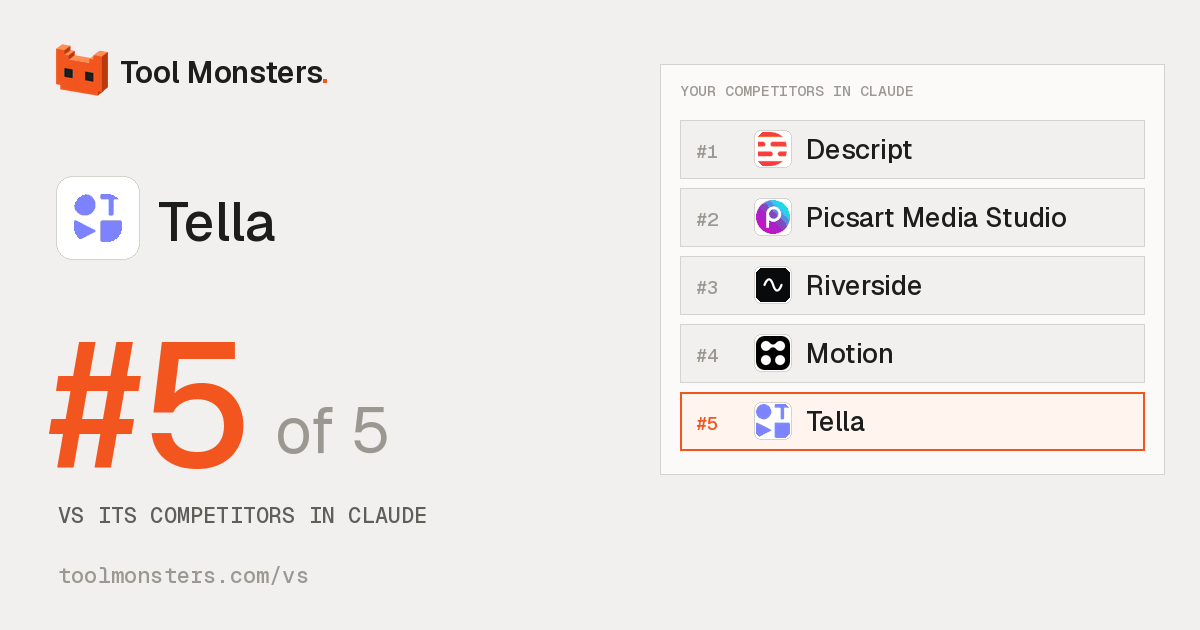 Tool Monsters.
Tella
#5 of 5
VS ITS COMPETITORS IN CLAUDE
toolmonsters.com/vs
YOUR COMPETITORS IN CLAUDE
#1 Descript
#2 Picsart Media Studio
#3 Riverside
#4 Motion
#5 Tella